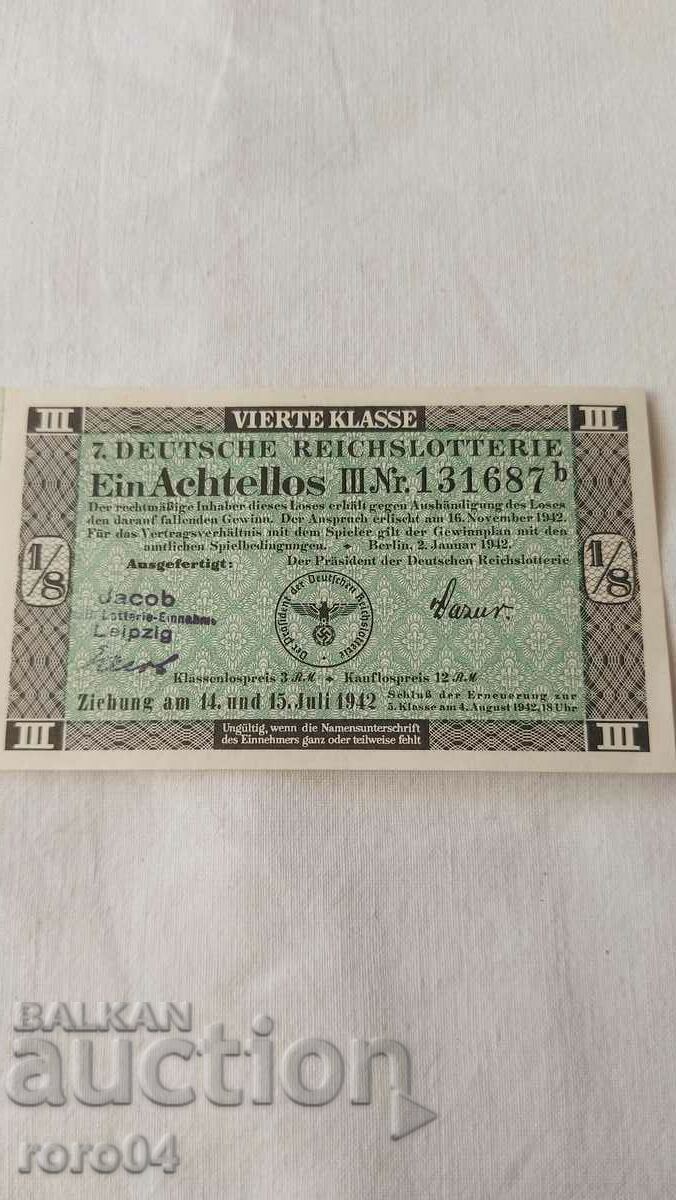 III VIERTE KLASSE III
7. DEUTSCHE REICHSLOTTERIE
Ein Achtellos III Nr. 131687 b
Der rechtmäßige Inhaber dieses Loses erhält gegen Aushändigung des Loses
den darauf fallenden Gewinn. Der Anspruch erlischt am 16. November 1942.
Für das Vertragsverhältnis mit dem Spieler gilt der Gewinnplan mit den
amtlichen Spielbedingungen. Berlin, 2. Januar 1942.
1/8 1/8
Ausgefertigt: Der Präsident der Deutschen Reichslotterie
Jacob
Lotterie-Einnahme
Leipzig
Der Präsident der Deutschen Reichslotterie
Klassenlospreis 3 RM Kauflospreis 12 RM
Ziehung am 14. und 15. Juli 1942
Schluß der Erneuerung zur
5. Klasse am 4. August 1942, 18 Uhr
III III
Ungültig, wenn die Namensunterschrift
des Einnehmers ganz oder teilweise fehlt
BALKAN
auction
roro04